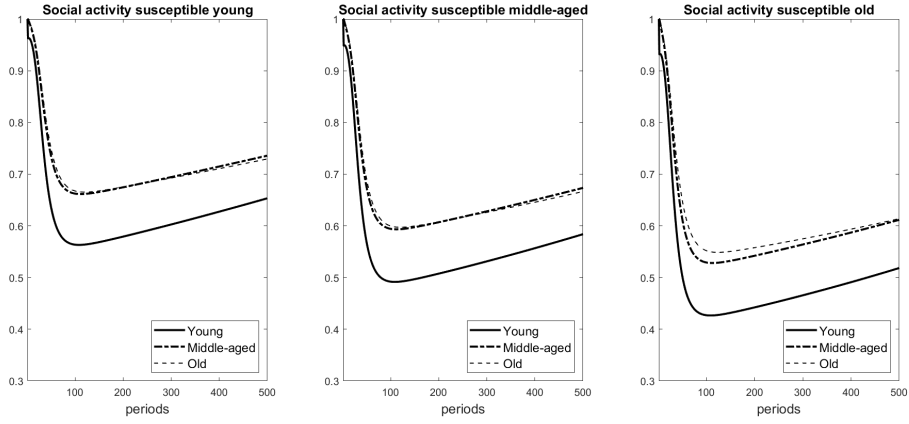 Social activity susceptible young
1
0.9
0.8
0.7
0.6
0.5
0.4
0.3
100 200 300 400 500
periods
Young
Middle-aged
Old
Social activity susceptible middle-aged
1
0.9
0.8
0.7
0.6
0.5
0.4
0.3
100 200 300 400 500
periods
Young
Middle-aged
Old
Social activity susceptible old
1
0.9
0.8
0.7
0.6
0.5
0.4
0.3
100 200 300 400 500
periods
Young
Middle-aged
Old